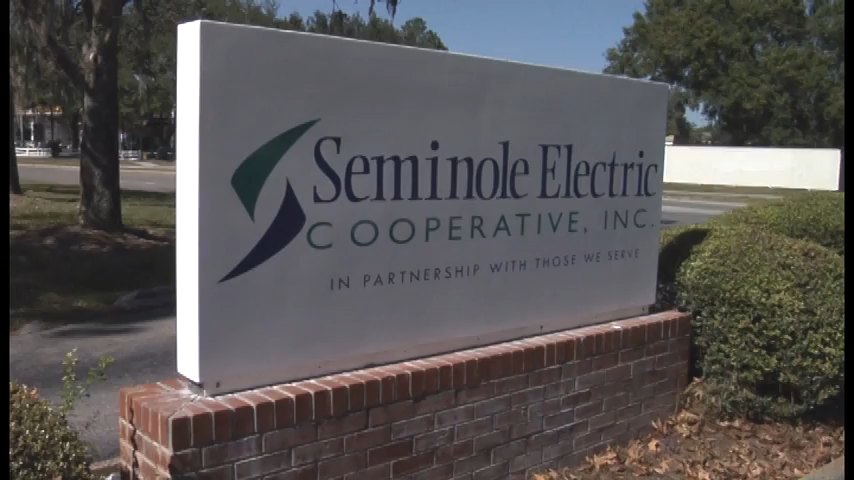 Seminole Electric
COOPERATIVE, INC.
IN PARTNERSHIP WITH THOSE WE SERVE